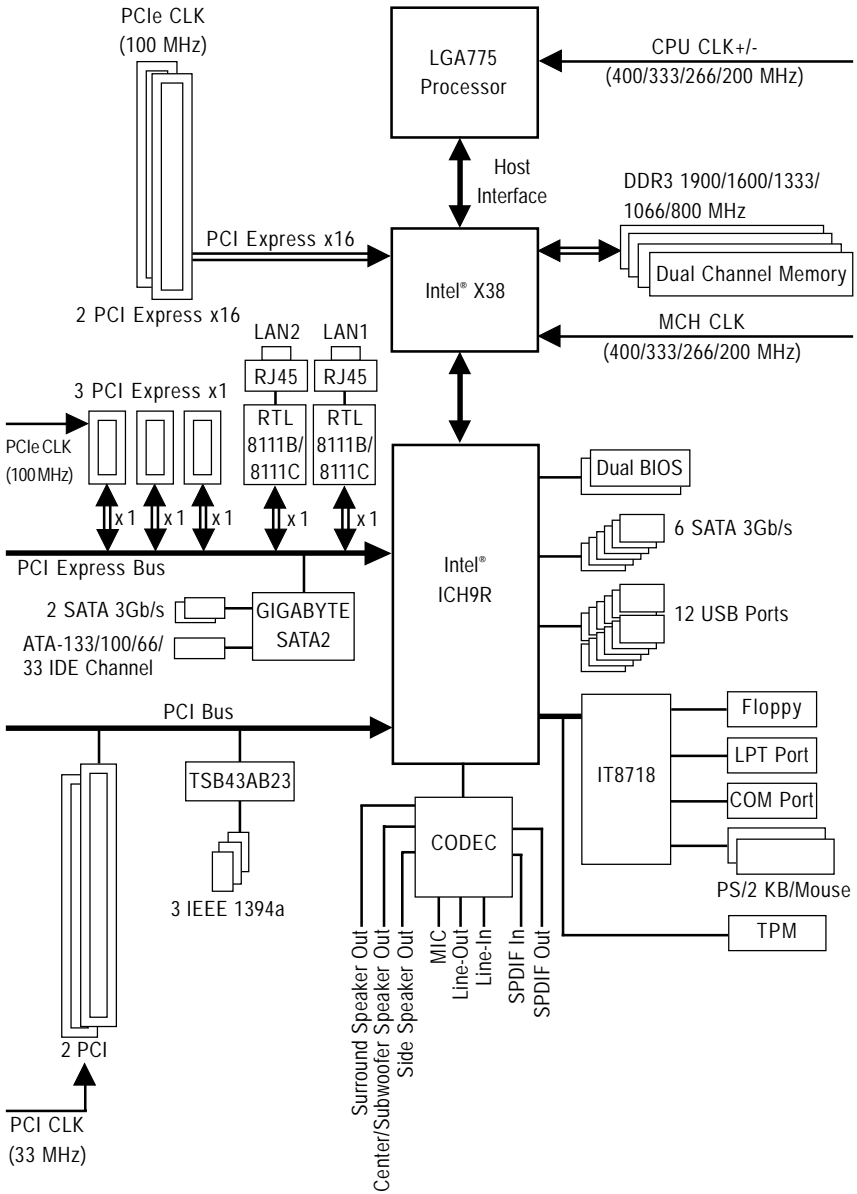 PCIe CLK
(100 MHz)
LGA775
Processor
CPU CLK+/-
(400/333/266/200 MHz)
Host
Interface
DDR3 1900/1600/1333/
1066/800 MHz
PCI Express x16
Intel® X38
Dual Channel Memory
2 PCI Express x16
MCH CLK
(400/333/266/200 MHz)
LAN2
LAN1
RJ45
RJ45
3 PCI Express x1
RTL
8111B/
8111C
RTL
8111B/
8111C
PCIe CLK
(100 MHz)
Dual BIOS
x1
x1
x1
x1
x1
6 SATA 3Gb/s
PCI Express Bus
Intel®
ICH9R
2 SATA 3Gb/s
GIGABYTE
SATA2
12 USB Ports
ATA-133/100/66/
33 IDE Channel
PCI Bus
Floppy
LPT Port
IT8718
COM Port
TSB43AB23
CODEC
PS/2 KB/Mouse
3 IEEE 1394a
TPM
Surround Speaker Out
Center/Subwoofer Speaker Out
Side Speaker Out
MIC
Line-Out
Line-In
SPDIF In
SPDIF Out
2 PCI
PCI CLK
(33 MHz)